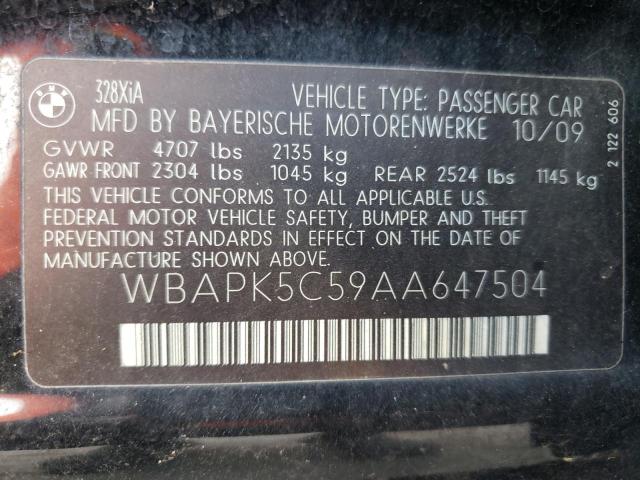 BMW
328XiA
VEHICLE TYPE: PASSENGER CAR
MFD BY BAYERISCHE MOTORENWERKE 10/09
GVWR 4707 lbs 2135 kg
GAWR FRONT 2304 lbs 1045 kg REAR 2524 lbs 1145 kg
THIS VEHICLE CONFORMS TO ALL APPLICABLE U.S.
FEDERAL MOTOR VEHICLE SAFETY, BUMPER AND THEFT
PREVENTION STANDARDS IN EFFECT ON THE DATE OF
MANUFACTURE SHOWN ABOVE.
WBAPK5C59AA647504
2 122 606